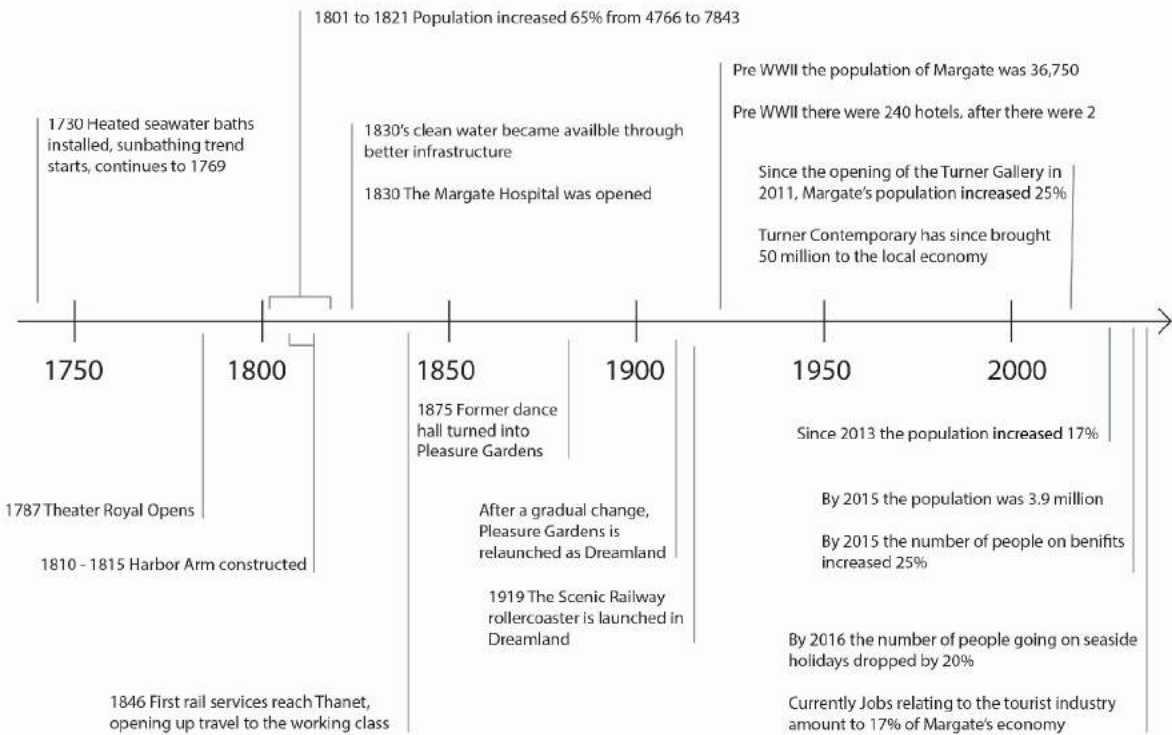 1801 to 1821 Population increased 65% from 4766 to 7843
Pre WWII the population of Margate was 36,750
Pre WWII there were 240 hotels, after there were 2
1730 Heated seawater baths
installed, sunbathing trend
starts, continues to 1769
1830's clean water became availble through
better infrastructure
1830 The Margate Hospital was opened
Since the opening of the Turner Gallery in
2011, Margate's population increased 25%
Turner Contemporary has since brought
50 million to the local economy
1750
1800
1850
1900
1950
2000
1875 Former dance
hall turned into
Pleasure Gardens
Since 2013 the population increased 17%
1787 Theater Royal Opens
After a gradual change,
Pleasure Gardens is
relaunched as Dreamland
By 2015 the population was 3.9 million
By 2015 the number of people on benifits
increased 25%
1810 - 1815 Harbor Arm constructed
1919 The Scenic Railway
rollercoaster is launched in
Dreamland
By 2016 the number of people going on seaside
holidays dropped by 20%
1846 First rail services reach Thanet,
opening up travel to the working class
Currently Jobs relating to the tourist industry
amount to 17% of Margate's economy